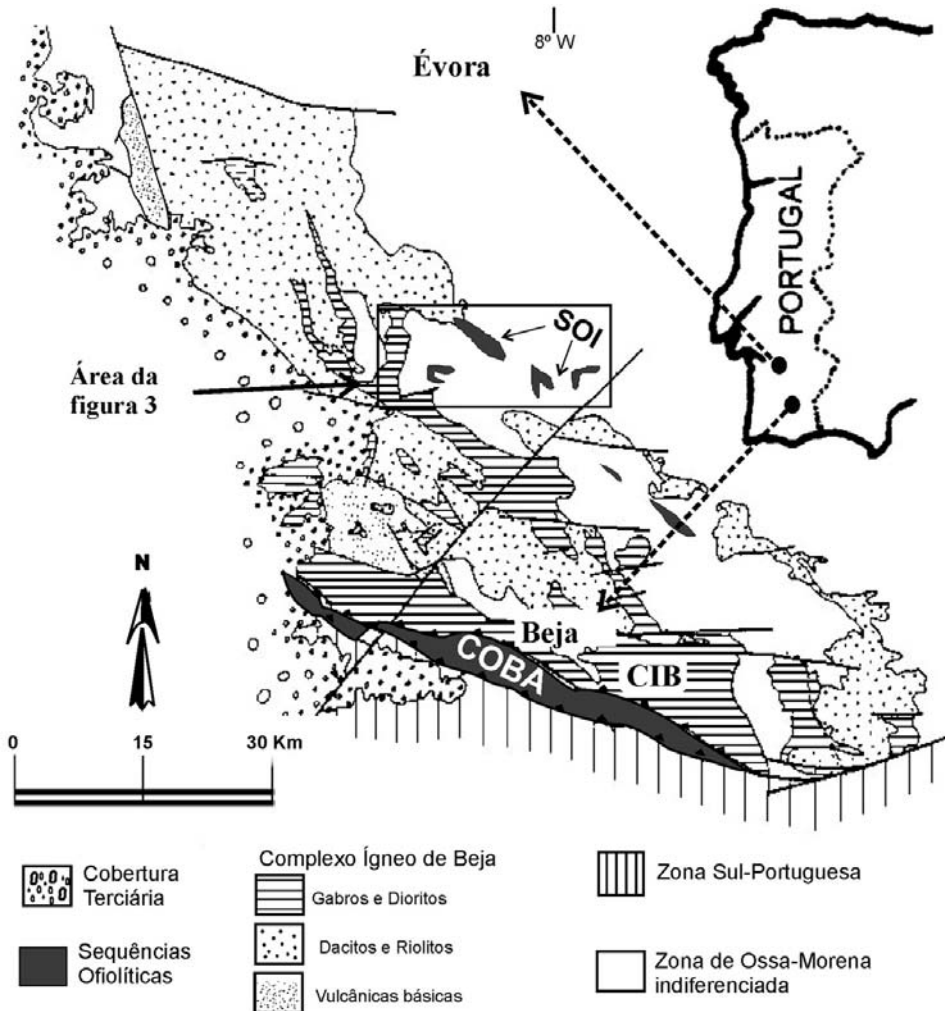 8º W
Évora
PORTUGAL
SOI
Área da
figura 3
N
Beja
COBA
CIB
0 15 30 Km
Cobertura
Terciária
Sequências
Ofiolíticas
Complexo Ígneo de Beja
Gabros e Dioritos
Dacitos e Riolitos
Vulcânicas básicas
Zona Sul-Portuguesa
Zona de Ossa-Morena
indiferenciada